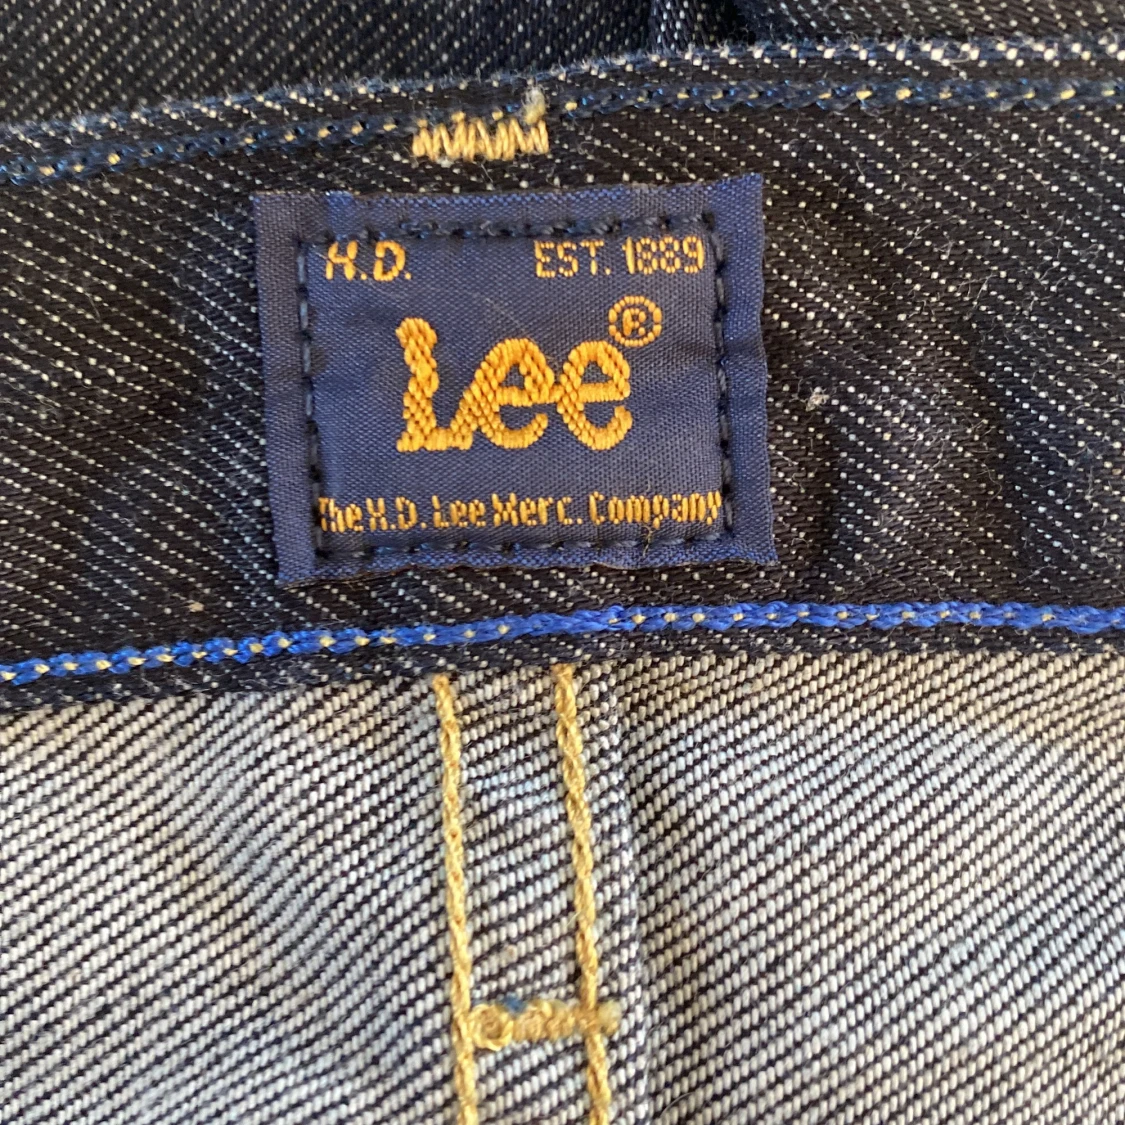 H.D. EST. 1889
Lee®
The H.D. Lee Merc. Company